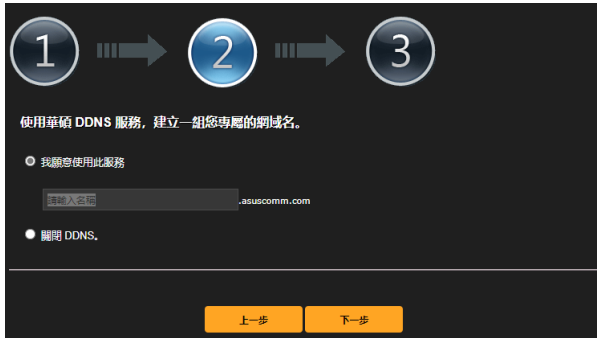 1 2 3
使用華碩 DDNS 服務，建立一組您專屬的網域名。
我願意使用此服務
請輸入名稱 .asuscomm.com
關閉 DDNS。
上一步 下一步